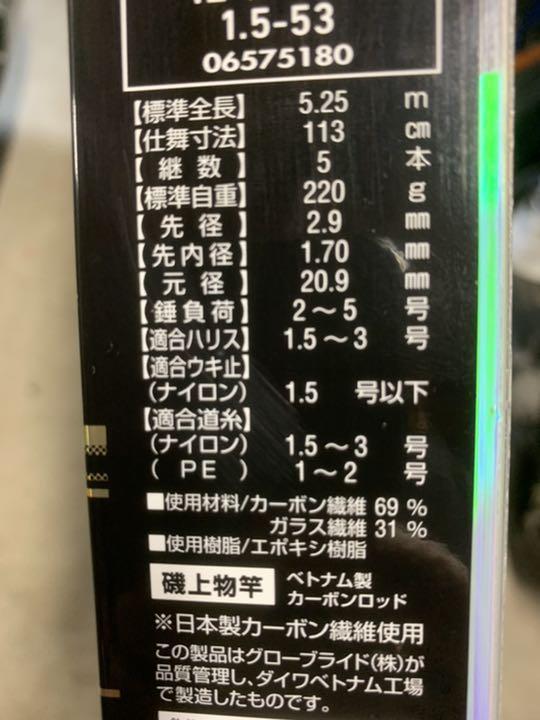 1.5-53
06575180
【標準全長】 5.25 m
【仕舞寸法】 113 cm
【継数】 5 本
【標準自重】 220 g
【先径】 2.9 mm
【先内径】 1.70 mm
【元径】 20.9 mm
【錘負荷】 2〜5 号
【適合ハリス】 1.5〜3 号
【適合ウキ止】
(ナイロン) 1.5 号以下
【適合道糸】
(ナイロン) 1.5〜3 号
(PE) 1〜2 号
■使用材料/カーボン繊維 69 %
ガラス繊維 31 %
■使用樹脂/エポキシ樹脂
磯上物竿 ベトナム製
カーボンロッド
※日本製カーボン繊維使用
この製品はグローブライド(株)が
品質管理し、ダイワベトナム工場
で製造したものです。